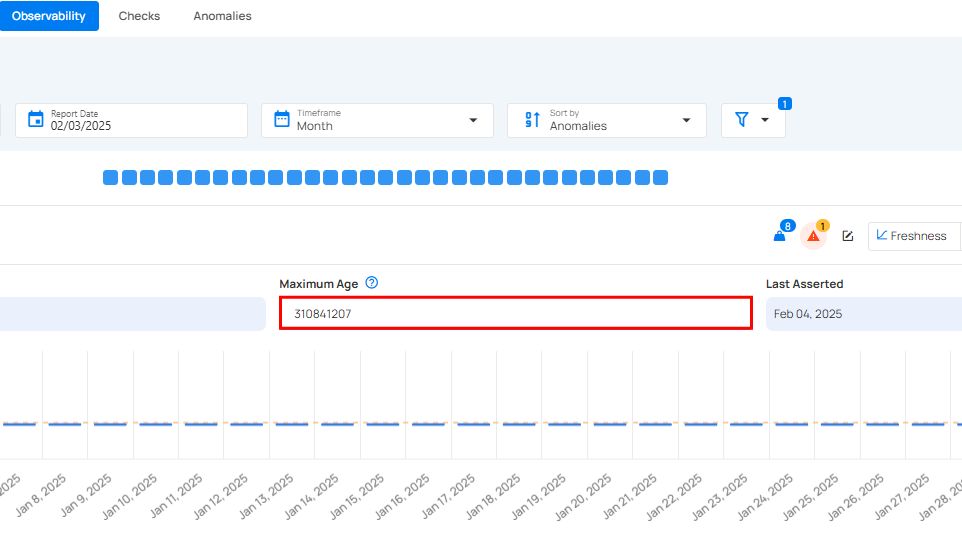 Observability Checks Anomalies
1
Report Date
02/03/2025
Timeframe
Month
Sort by
Anomalies
8
1
Freshness
Maximum Age
310841207
Last Asserted
Feb 04, 2025
2025
Jan 8, 2025
Jan 9, 2025
Jan 10, 2025
Jan 11, 2025
Jan 12, 2025
Jan 13, 2025
Jan 14, 2025
Jan 15, 2025
Jan 16, 2025
Jan 17, 2025
Jan 18, 2025
Jan 19, 2025
Jan 20, 2025
Jan 21, 2025
Jan 22, 2025
Jan 23, 2025
Jan 24, 2025
Jan 25, 2025
Jan 26, 2025
Jan 27, 2025
Jan 28, 20